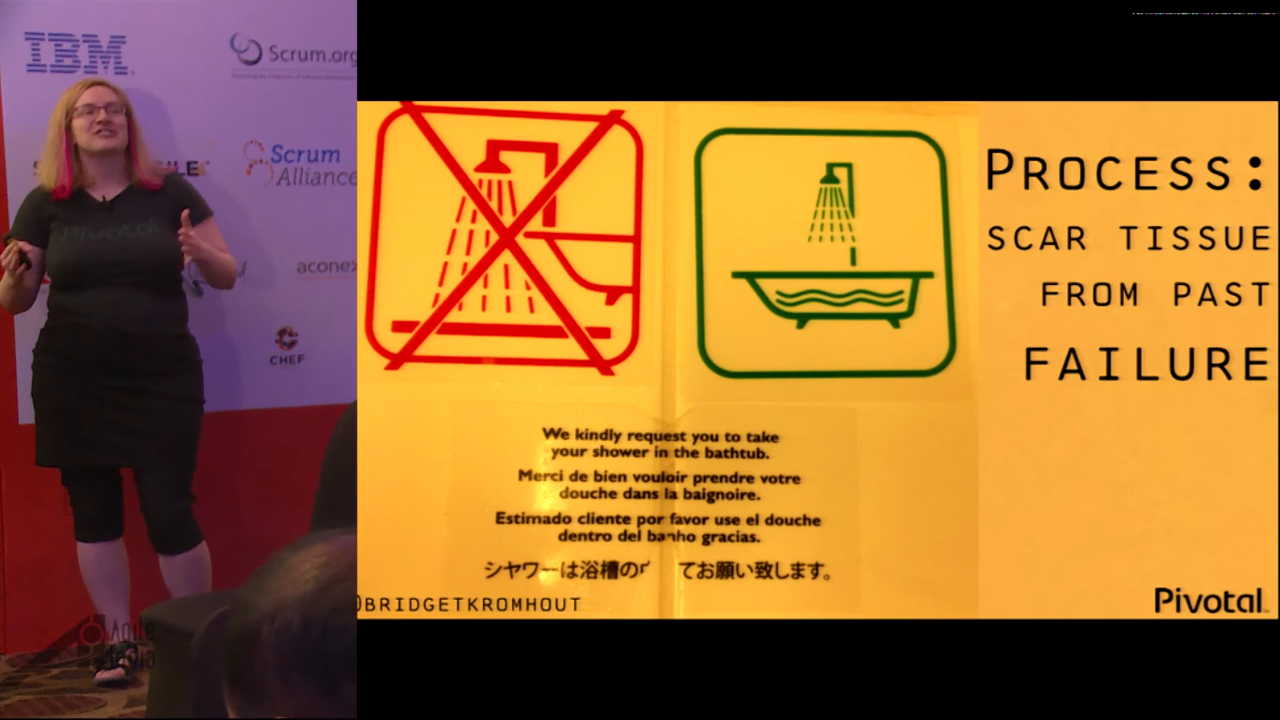 IBM
Scrum.org
Scrum
Alliance
pivotal
aconex
CHEF
Agile
India
PROCESS:
SCAR TISSUE
FROM PAST
FAILURE
We kindly request you to take
your shower in the bathtub.
Merci de bien vouloir prendre votre
douche dans la baignoire.
Estimado cliente por favor use el douche
dentro del banho gracias.
シャワーは浴槽の てお願い致します。
@BRIDGETKROMHOUT
Pivotal